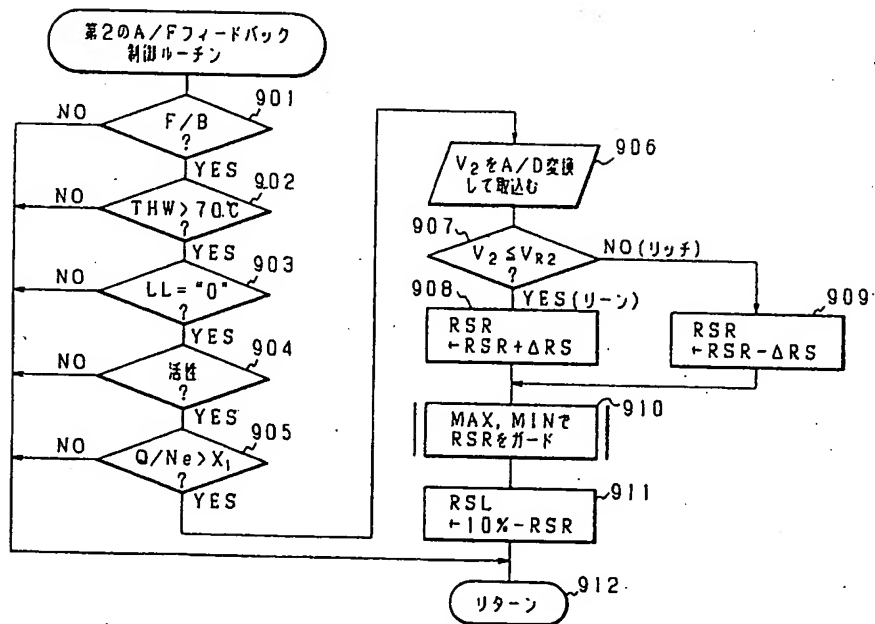 第2のA/Fフィードバック
制御ルーチン
901
NO
F/B
?
YES
902
NO
THW>70℃
?
YES
903
NO
LL="0"
?
YES
904
NO
活性
?
YES
905
NO
Q/Ne>X₁
?
YES
906
V₂をA/D変換
して取込む
907
V₂≦VR2
?
NO(リッチ)
YES(リーン)
908
RSR
←RSR+ΔRS
909
RSR
←RSR-ΔRS
910
MAX,MINで
RSRをガード
911
RSL
←10%-RSR
912
リターン